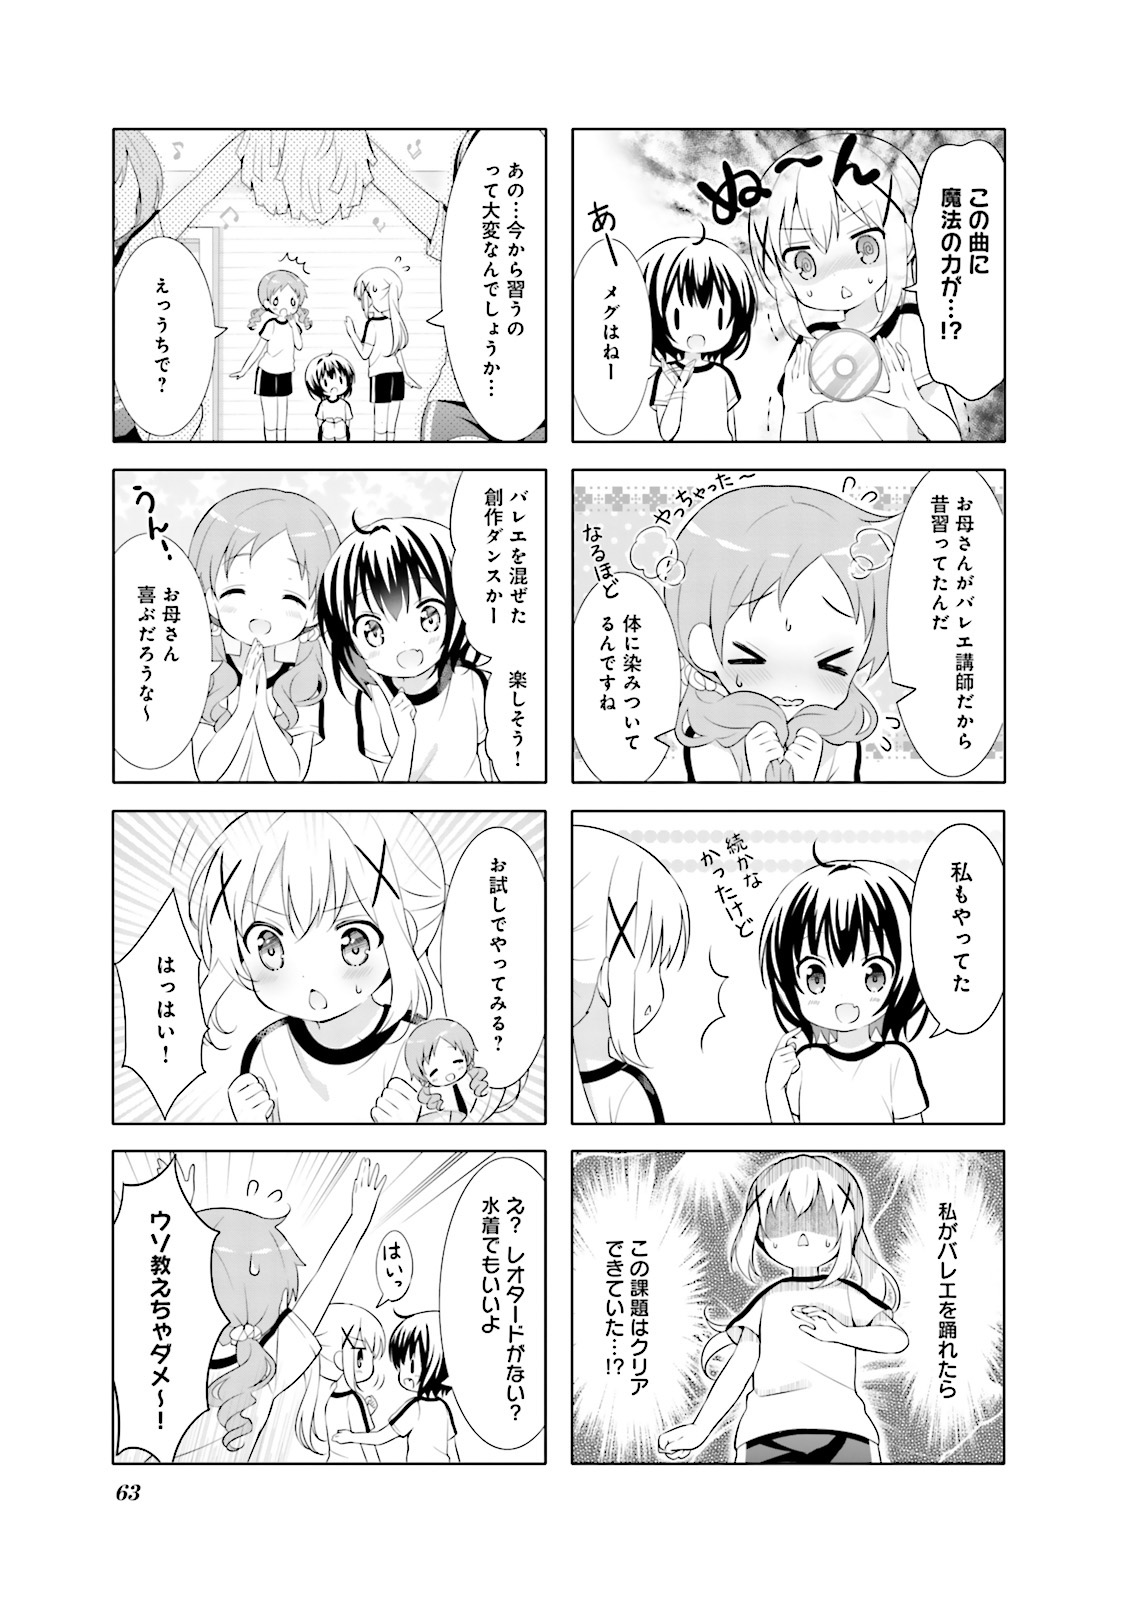 この曲に
魔法の力が…!?
ぬ〜ん
あー
メグはねー
お母さんがバレエ講師だから
昔習ってたんだ
やっちゃった〜
なるほど
体に染みついて
るんですね
私もやってた
続かな
かったけど
私がバレエを踊れたら
この課題はクリア
できていた…!?
あの…今から習うの
って大変なんでしょうか…
えっうちで?
バレエを混ぜた
創作ダンスかー
楽しそう!
うん、
お母さん
喜ぶだろうな〜
お試しでやってみる?
はっはい!
え?レオタードがない?
水着でもいいよ
はいっ
ウソ教えちゃダメ〜!
63